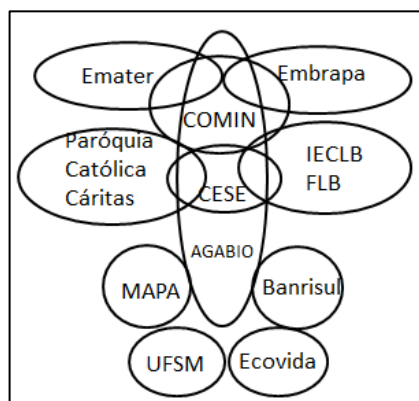 Emater
Embrapa
COMIN
Paróquia
Católica
Cáritas
IECLB
FLB
CESE
AGABIO
MAPA
Banrisul
UFSM
Ecovida